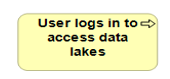 User logs in to
access data
lakes